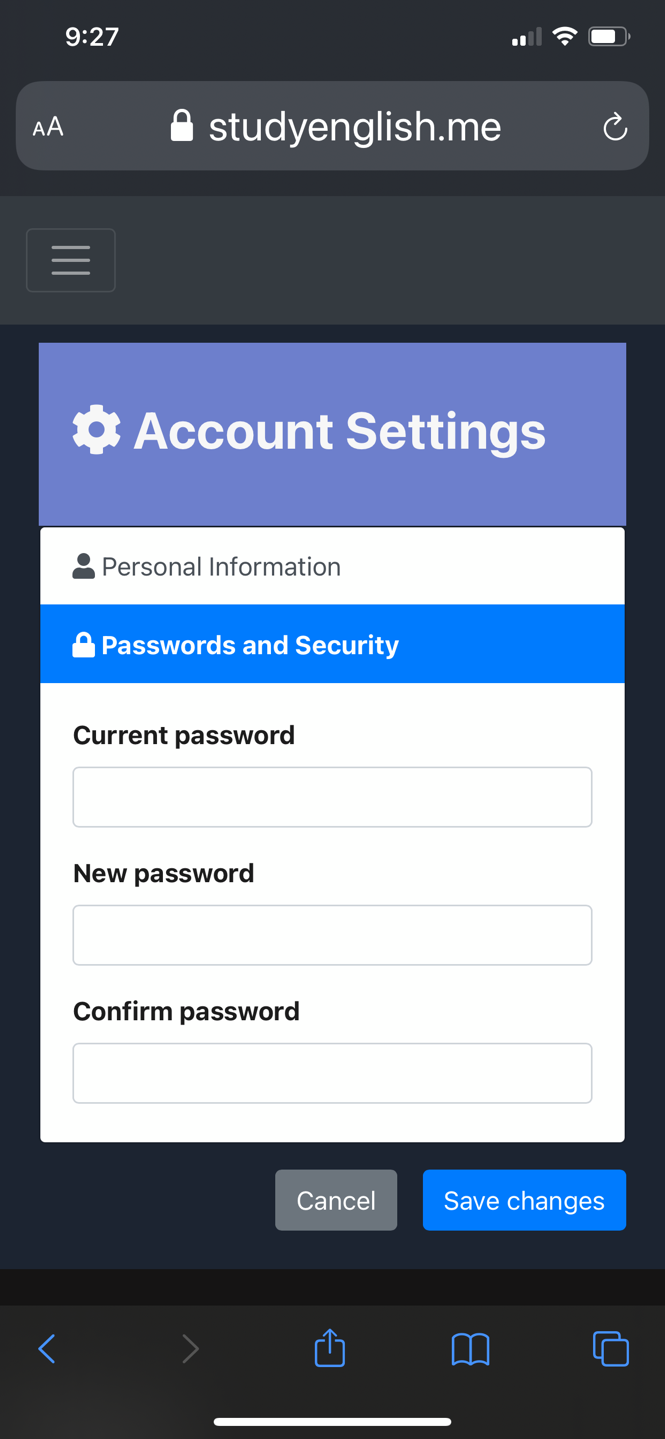 9:27
AA studyenglish.me
Account Settings
Personal Information
Passwords and Security
Current password
New password
Confirm password
Cancel Save changes